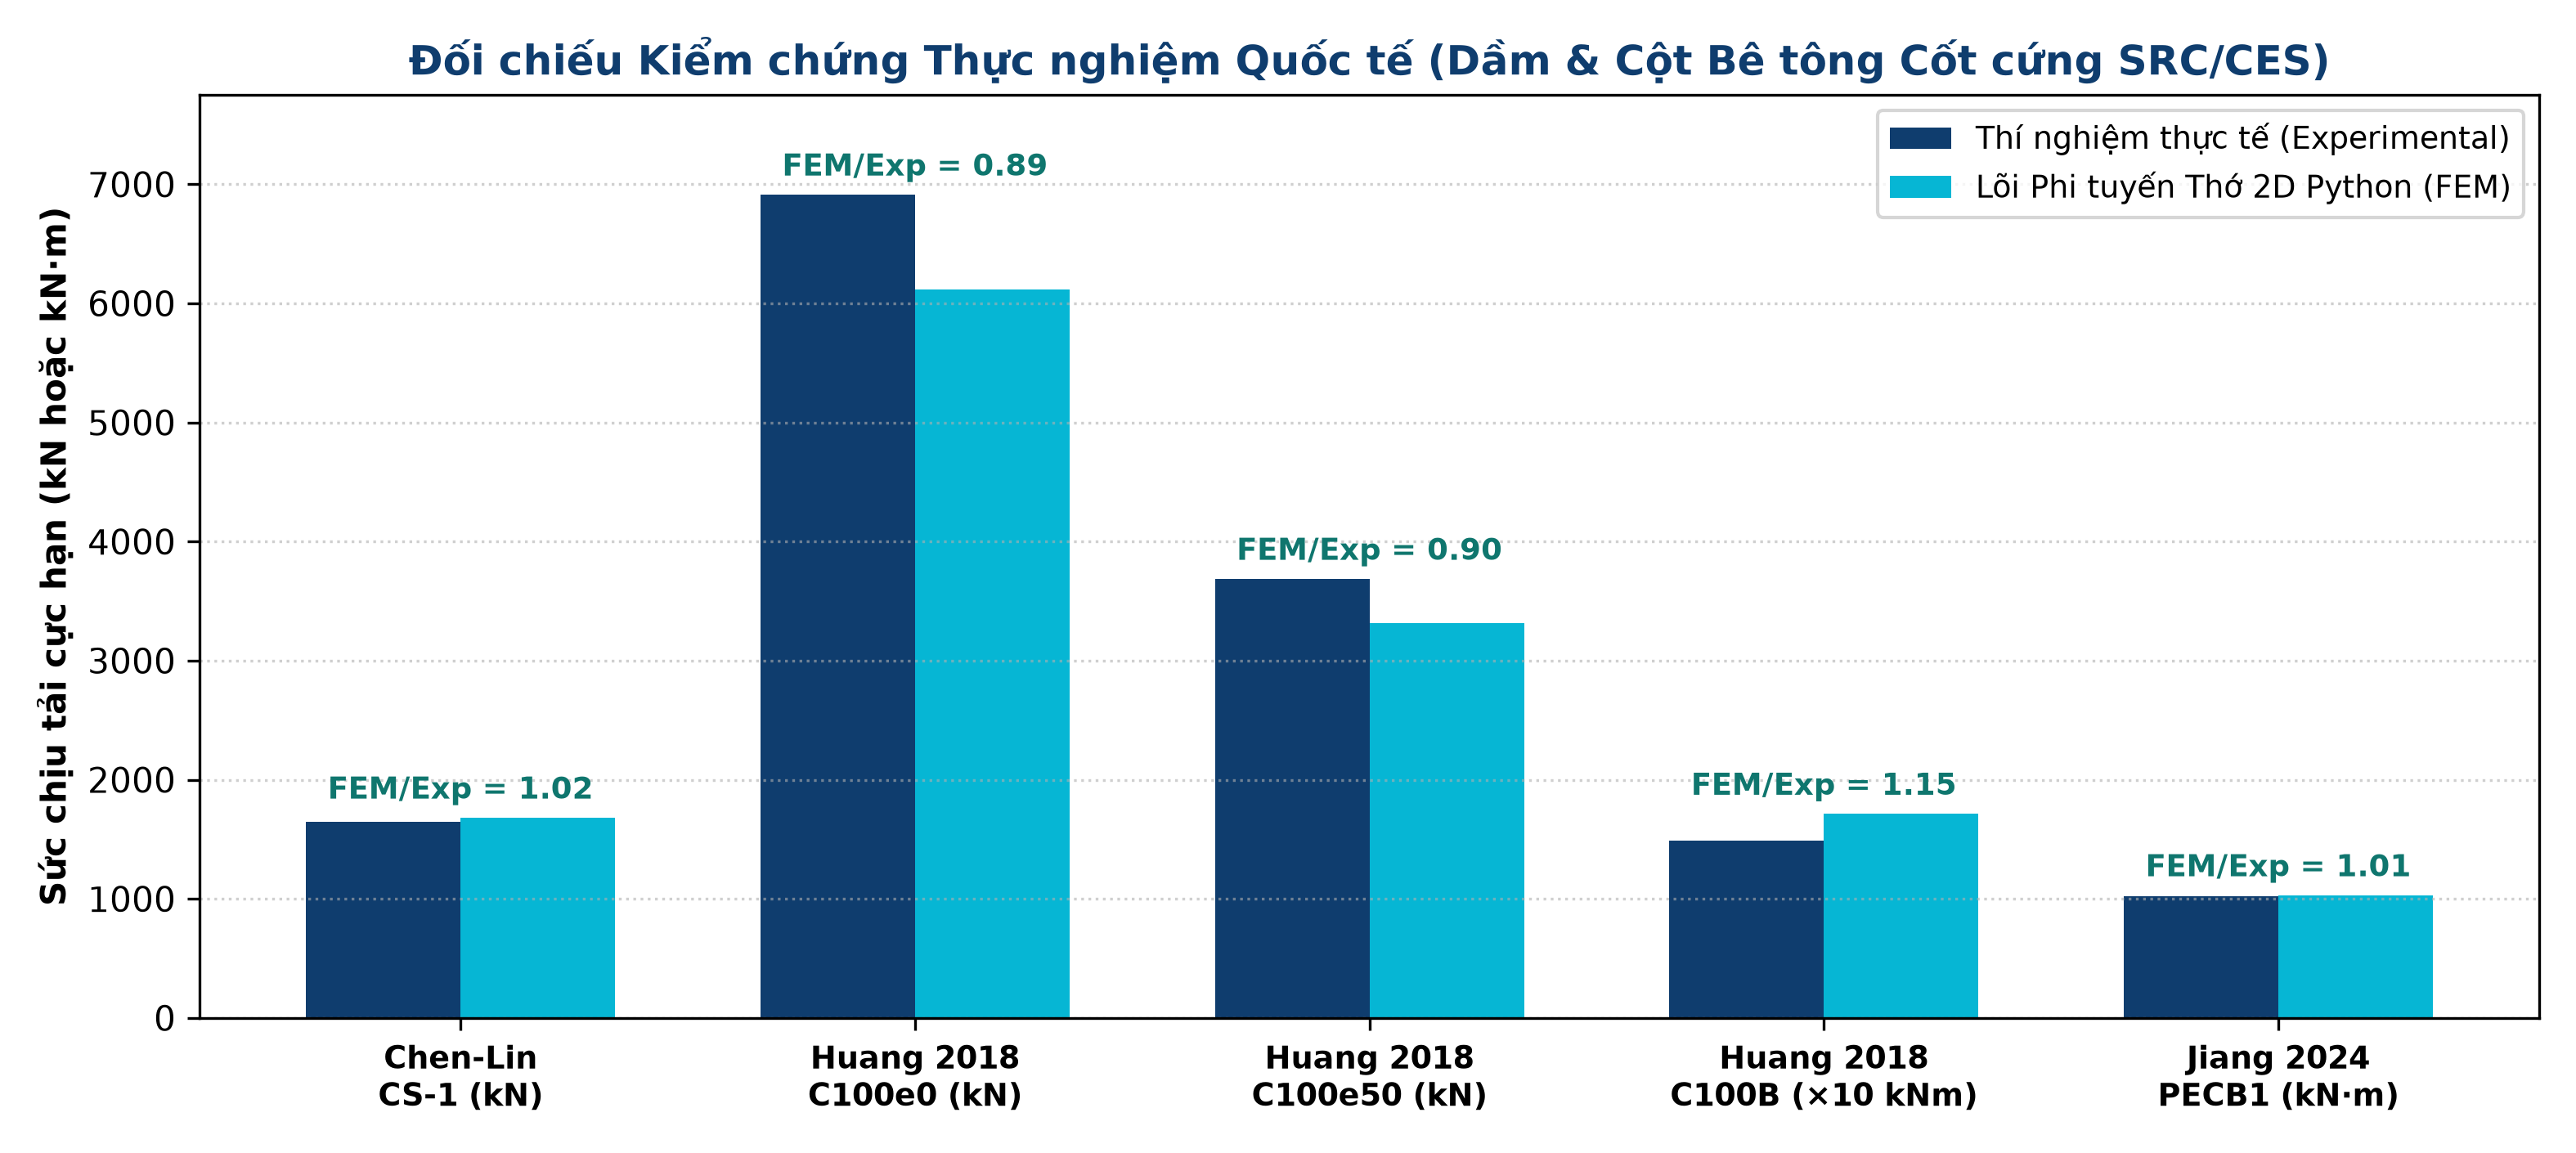 Đối chiếu Kiểm chứng Thực nghiệm Quốc tế (Dầm & Cột Bê tông Cốt cứng SRC/CES)
Thí nghiệm thực tế (Experimental)
Lõi Phi tuyến Thớ 2D Python (FEM)
Sức chịu tải cực hạn (kN hoặc kN·m)
7000
6000
5000
4000
3000
2000
1000
0
FEM/Exp = 1.02
FEM/Exp = 0.89
FEM/Exp = 0.90
FEM/Exp = 1.15
FEM/Exp = 1.01
Chen-Lin
CS-1 (kN)
Huang 2018
C100e0 (kN)
Huang 2018
C100e50 (kN)
Huang 2018
C100B (×10 kNm)
Jiang 2024
PECB1 (kN·m)